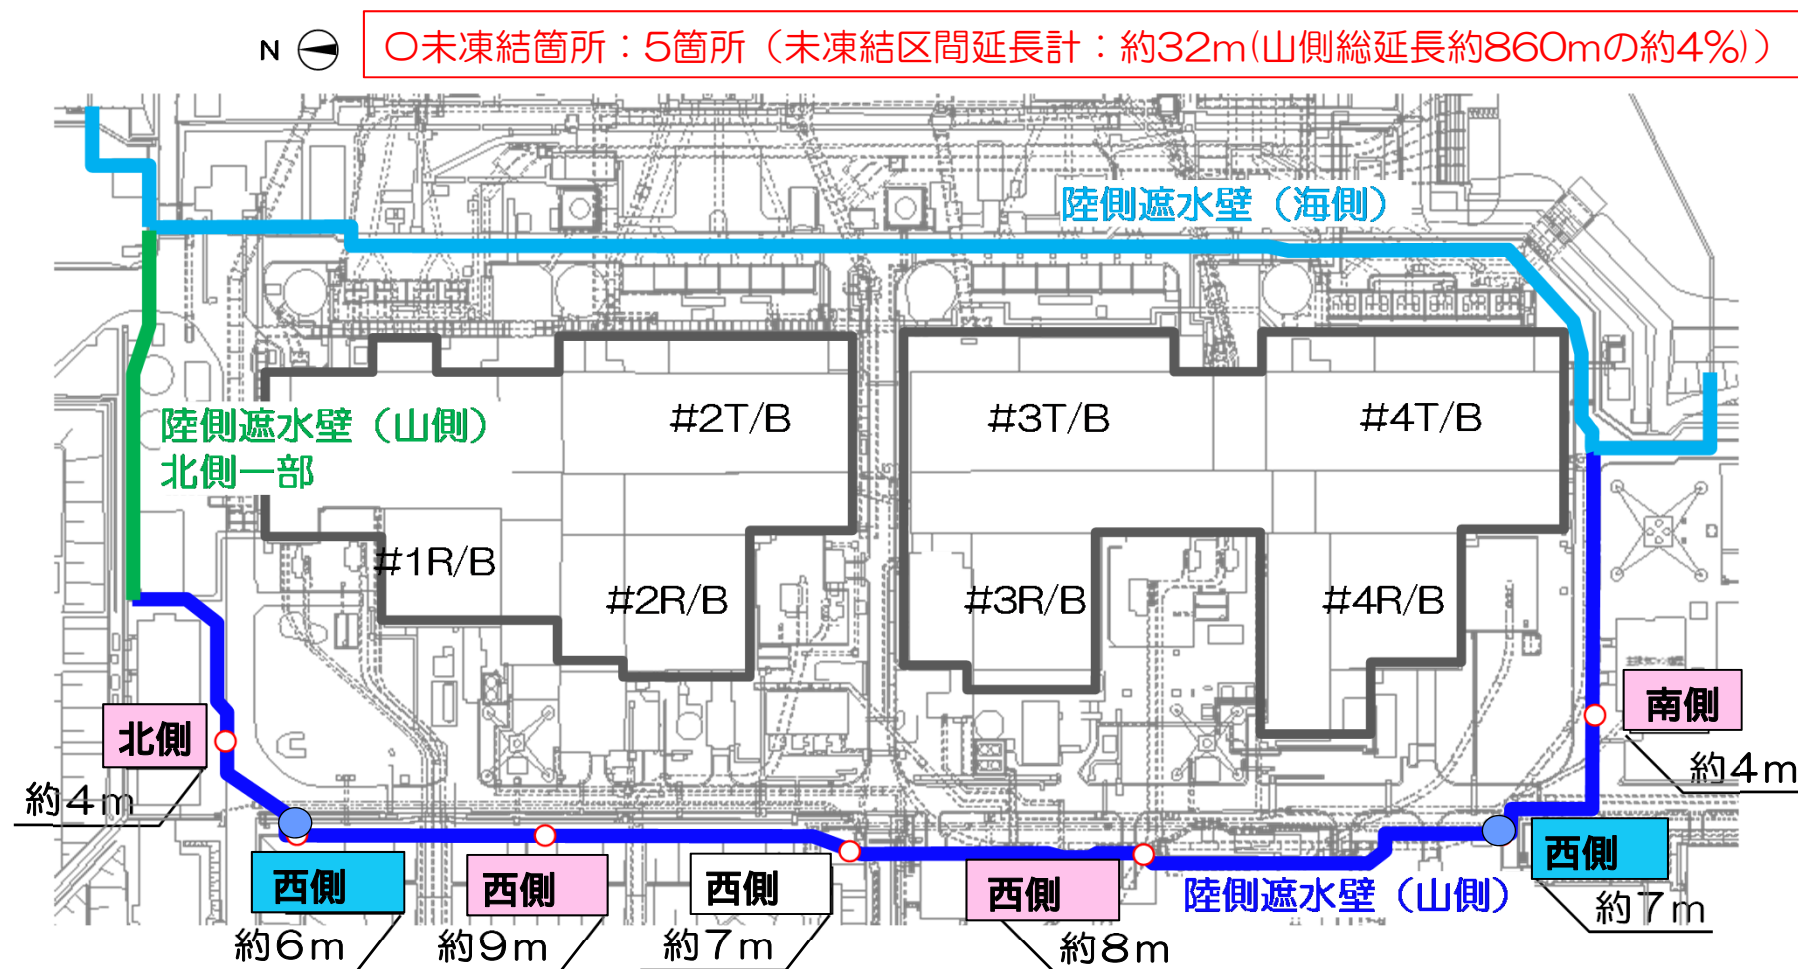 N
〇未凍結箇所：5箇所（未凍結区間延長計：約32m(山側総延長約860mの約4%)）
陸側遮水壁（海側）
陸側遮水壁（山側）
北側一部
#2T/B
#3T/B
#4T/B
#1R/B
#2R/B
#3R/B
#4R/B
北側
約4m
南側
約4m
西側
約6m
西側
約9m
西側
約7m
西側
約8m
陸側遮水壁（山側）
西側
約7m